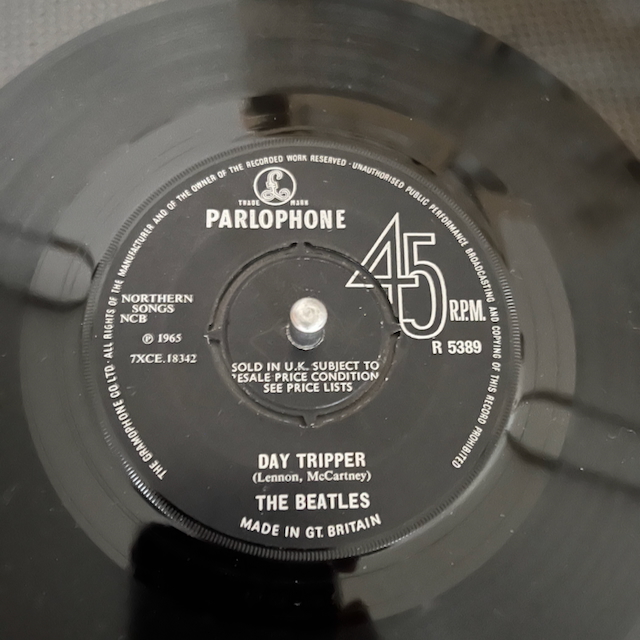 THE GRAMOPHONE CO LTD · ALL RIGHTS OF THE MANUFACTURER AND OF THE OWNER OF THE RECORDED WORK RESERVED · UNAUTHORISED PUBLIC PERFORMANCE BROADCASTING AND COPYING OF THIS RECORD PROHIBITED
£
TRADE MARK
PARLOPHONE
45 R.P.M.
R 5389
NORTHERN
SONGS
NCB
℗ 1965
7XCE.18342
SOLD IN U.K. SUBJECT TO
ESALE PRICE CONDITION
SEE PRICE LISTS
DAY TRIPPER
(Lennon, McCartney)
THE BEATLES
MADE IN GT. BRITAIN